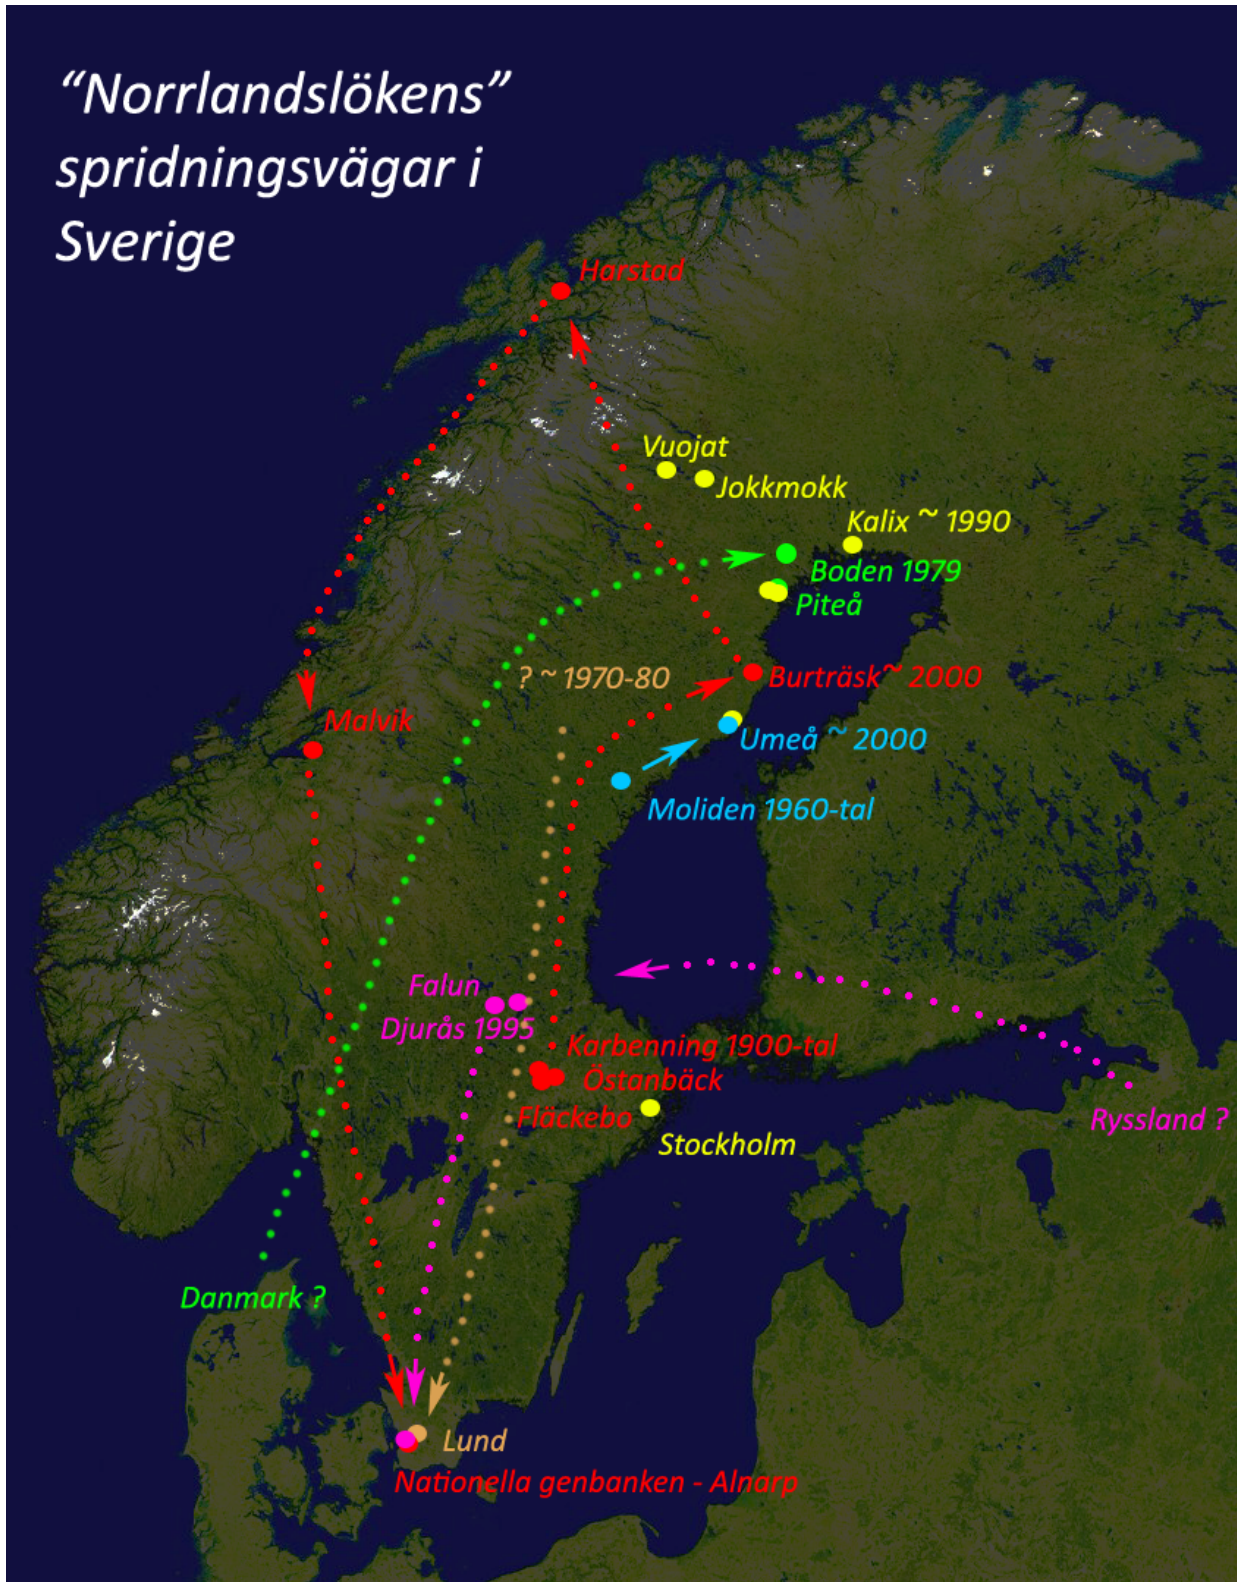 “Norrlandslökens”
spridningsvägar i
Sverige
Harstad
Vuojat
Jokkmokk
Kalix ~ 1990
Boden 1979
Piteå
? ~ 1970-80
Burträsk~ 2000
Malvik
Umeå ~ 2000
Moliden 1960-tal
Falun
Djurås 1995
Karbenning 1900-tal
Östanbäck
Fläckebo
Ryssland ?
Stockholm
Danmark ?
Lund
Nationella genbanken - Alnarp